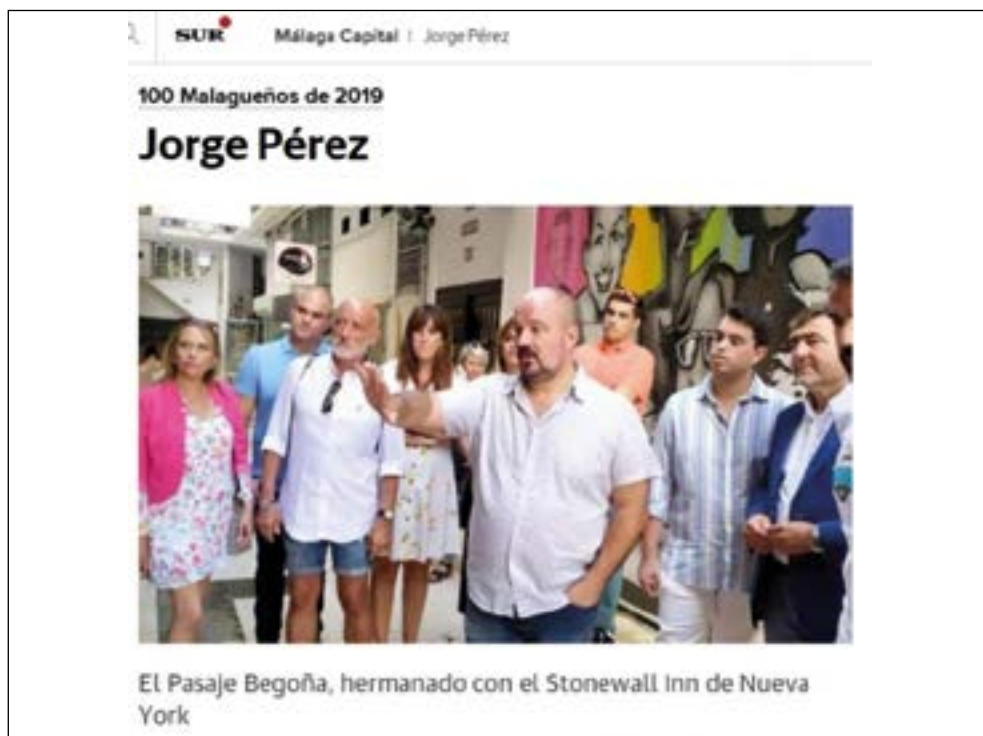 SUR
Málaga Capital | Jorge Pérez
100 Malagueños de 2019
Jorge Pérez
El Pasaje Begoña, hermanado con el Stonewall Inn de Nueva
York